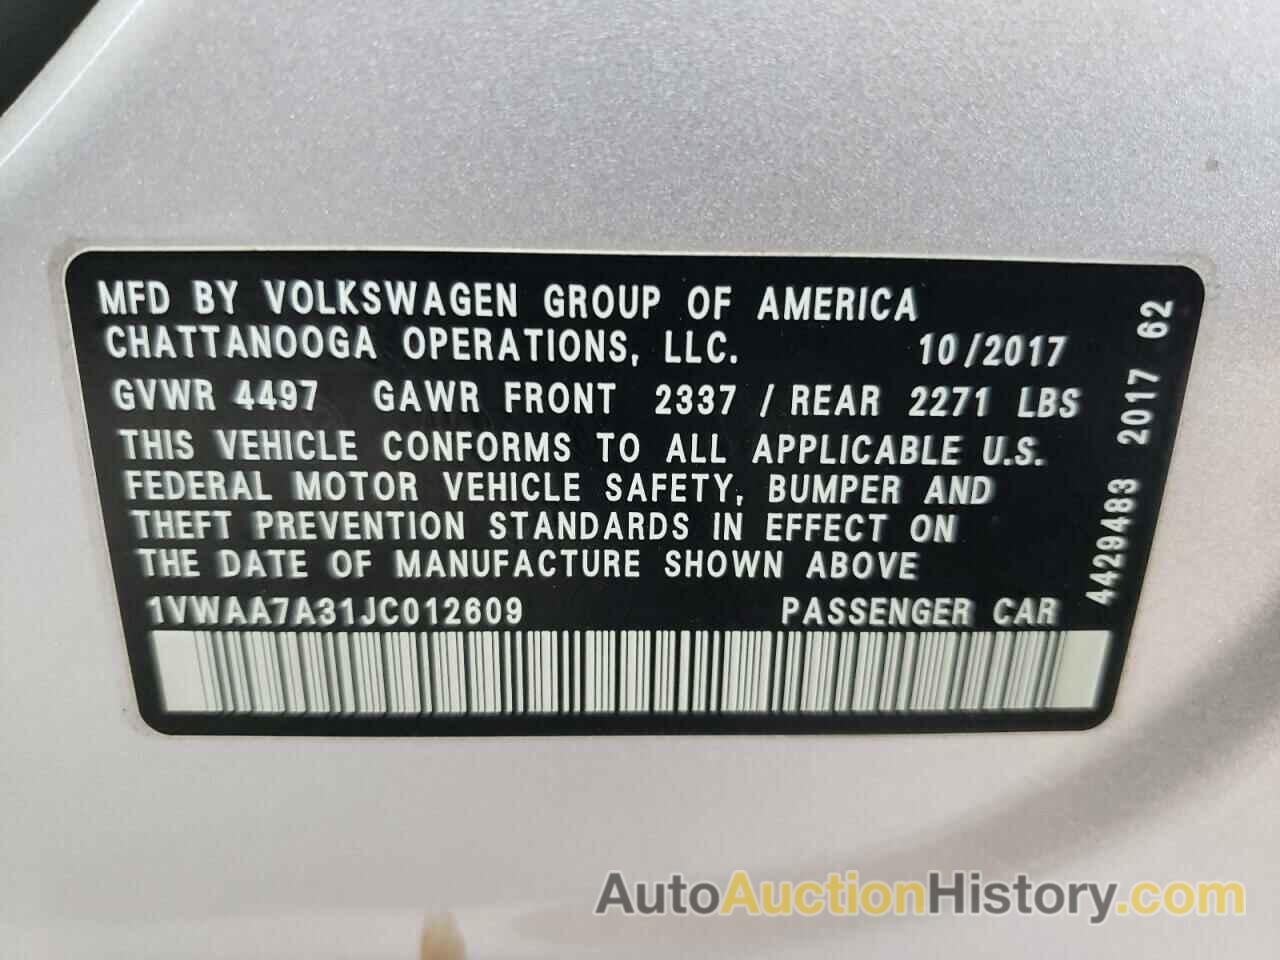 MFD BY VOLKSWAGEN GROUP OF AMERICA
CHATTANOOGA OPERATIONS, LLC. 10/2017
GVWR 4497 GAWR FRONT 2337 / REAR 2271 LBS
THIS VEHICLE CONFORMS TO ALL APPLICABLE U.S.
FEDERAL MOTOR VEHICLE SAFETY, BUMPER AND
THEFT PREVENTION STANDARDS IN EFFECT ON
THE DATE OF MANUFACTURE SHOWN ABOVE
1VWAA7A31JC012609 PASSENGER CAR
4429483 2017 62
AutoAuctionHistory.com